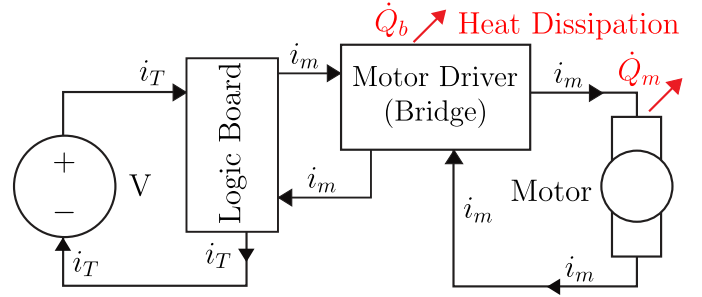 Q̇_b Heat Dissipation
i_T
i_m
Motor Driver
(Bridge)
i_m
Q̇_m
Logic Board
+
−
V
i_m
Motor
i_m
i_T
i_T
i_m